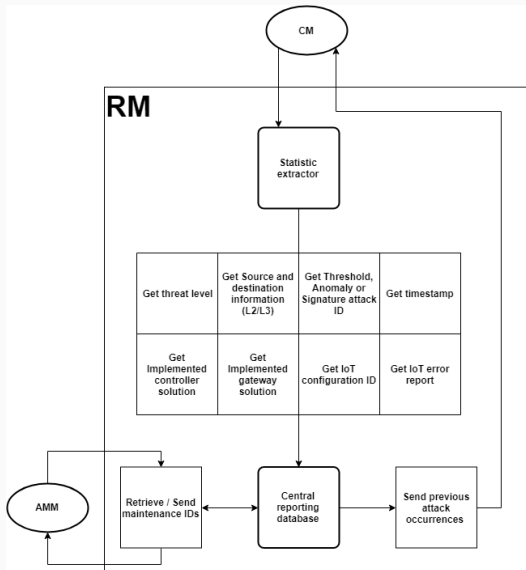 CM
RM
Statistic
extractor
Get threat level
Get Source and
destination
information
(L2/L3)
Get Threshold,
Anomaly or
Signature attack
ID
Get timestamp
Get
Implemented
controller
solution
Get
Implemented
gateway
solution
Get IoT
configuration ID
Get IoT error
report
AMM
Retrieve / Send
maintenance IDs
Central
reporting
database
Send previous
attack
occurrences